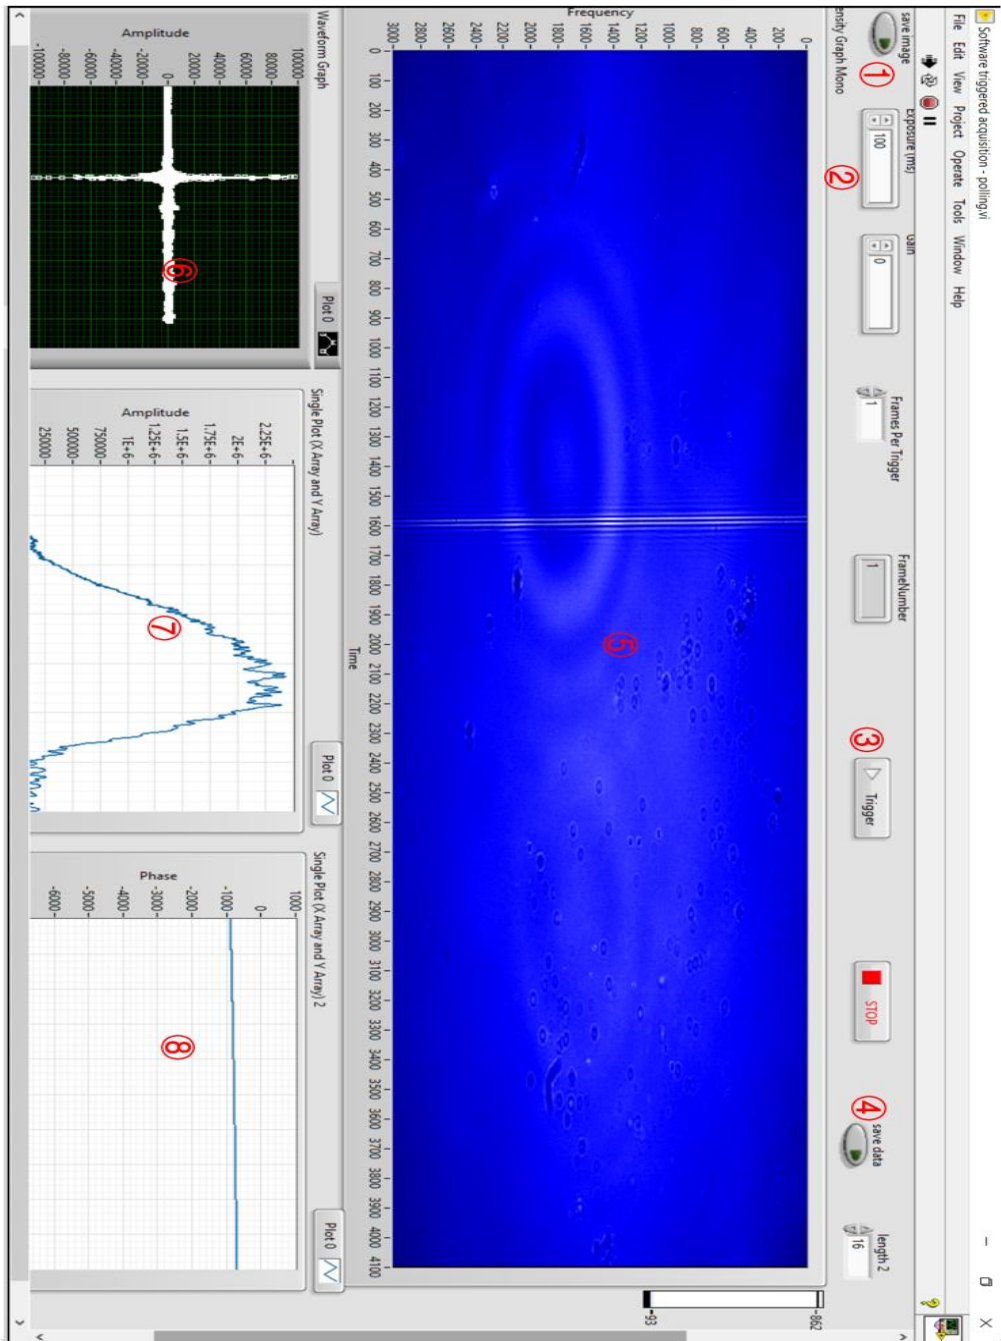 Software triggered acquisition - polling.vi
File Edit View Project Operate Tools Window Help
save image
①
Exposure (ms)
100
②
Gain
0
Frames Per Trigger
1
FrameNumber
1
③
Trigger
STOP
④
save data
length 2
16
ensity Graph Mono
-862
-93
Frequency
0
200
400
600
800
1000
1200
1400
1600
1800
2000
2200
2400
2600
2800
3000
⑤
0 100 200 300 400 500 600 700 800 900 1000 1100 1200 1300 1400 1500 1600 1700 1800 1900 2000 2100 2200 2300 2400 2500 2600 2700 2800 2900 3000 3100 3200 3300 3400 3500 3600 3700 3800 3900 4000 4100
Time
Waveform Graph
Plot 0
Amplitude
100000
80000
60000
40000
20000
0
-20000
-40000
-60000
-80000
-100000
⑥
Single Plot (X Array and Y Array)
Plot 0
Amplitude
2.25E+6
2E+6
1.75E+6
1.5E+6
1.25E+6
1E+6
750000
500000
250000
⑦
Single Plot (X Array and Y Array) 2
Plot 0
Phase
1000
0
-1000
-2000
-3000
-4000
-5000
-6000
⑧